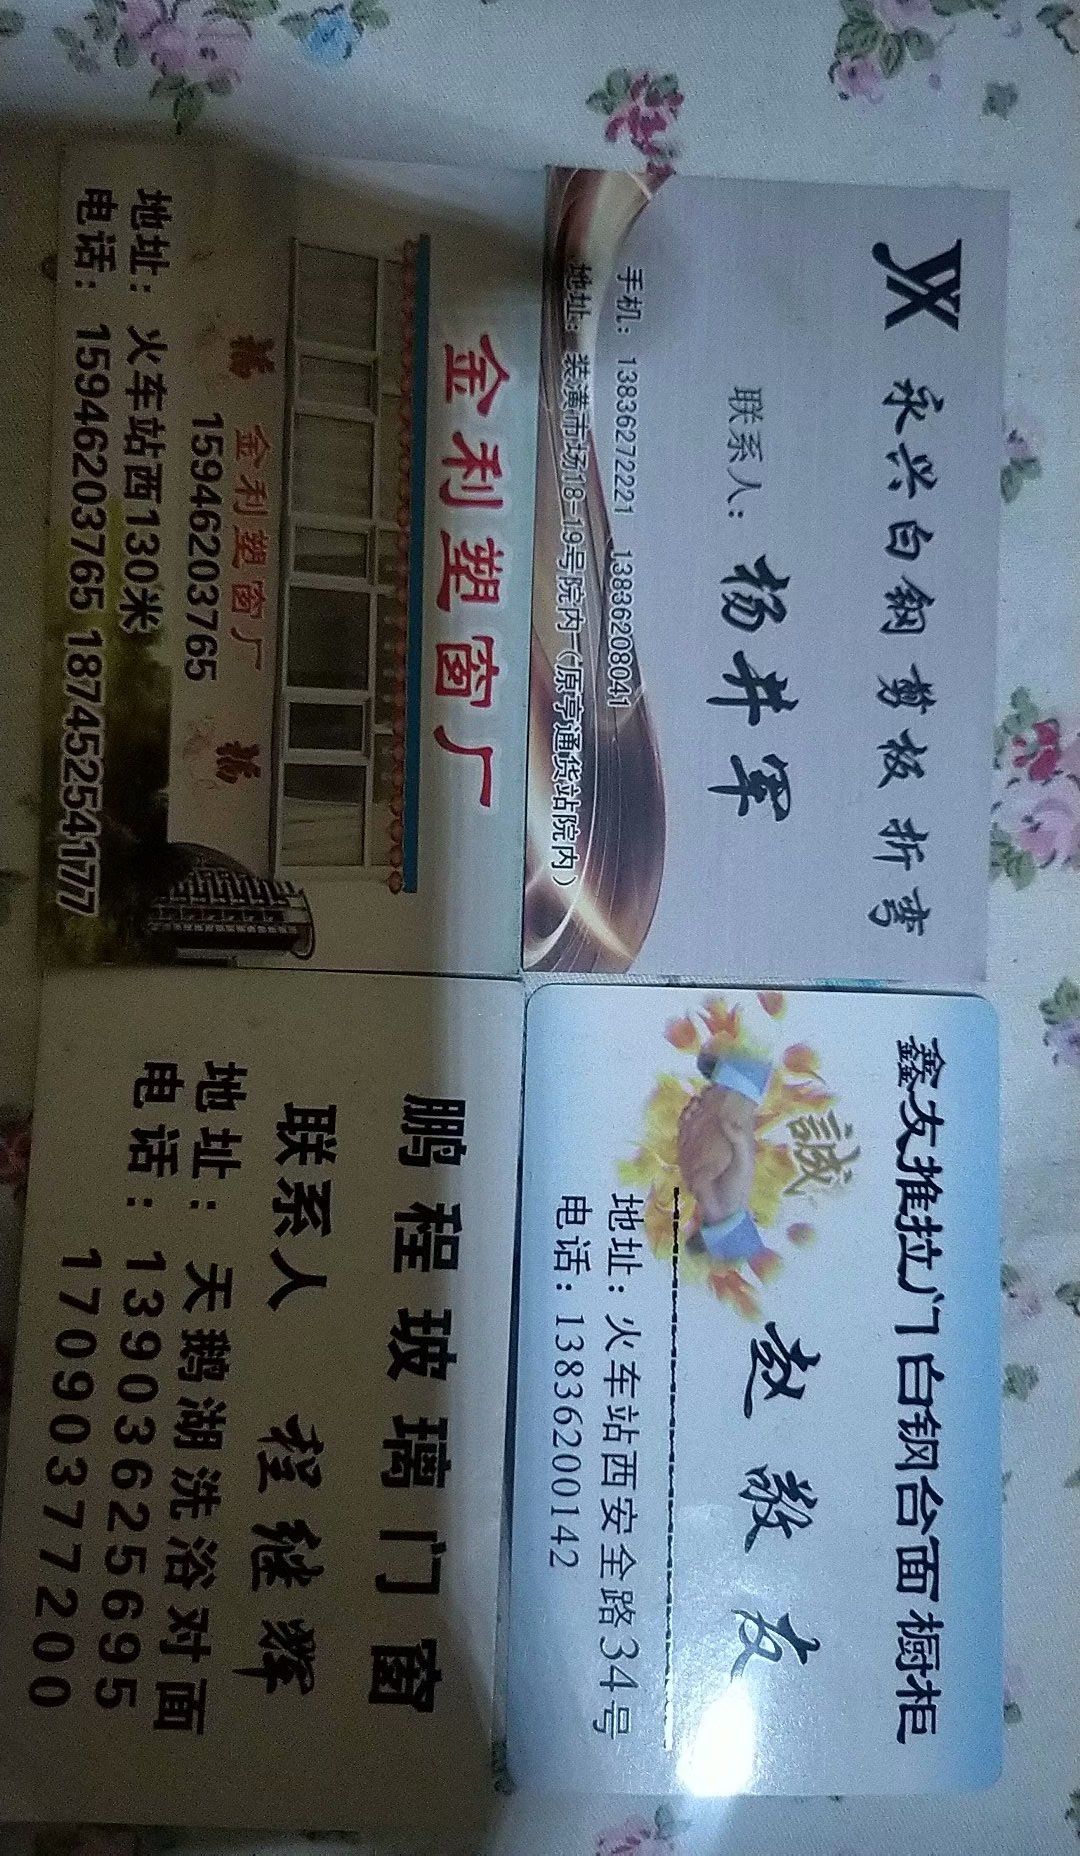 YX 永兴白钢剪板折弯
联系人：杨井军
手机：13836272221 13836208041
地址：装潢市场18-19号院内（原亨通货站院内）
鑫友推拉门白钢台面橱柜
誠
赵敬友
地址：火车站西安全路34号
电话：13836200142
金利塑窗厂
福 金利塑窗厂 福
15946203765
地址：火车站西130米
电话：15946203765 18745254177
鹏程玻璃门窗
联系人 程继辉
地址：天鹅湖洗浴对面
电话：13903625695
17090377200